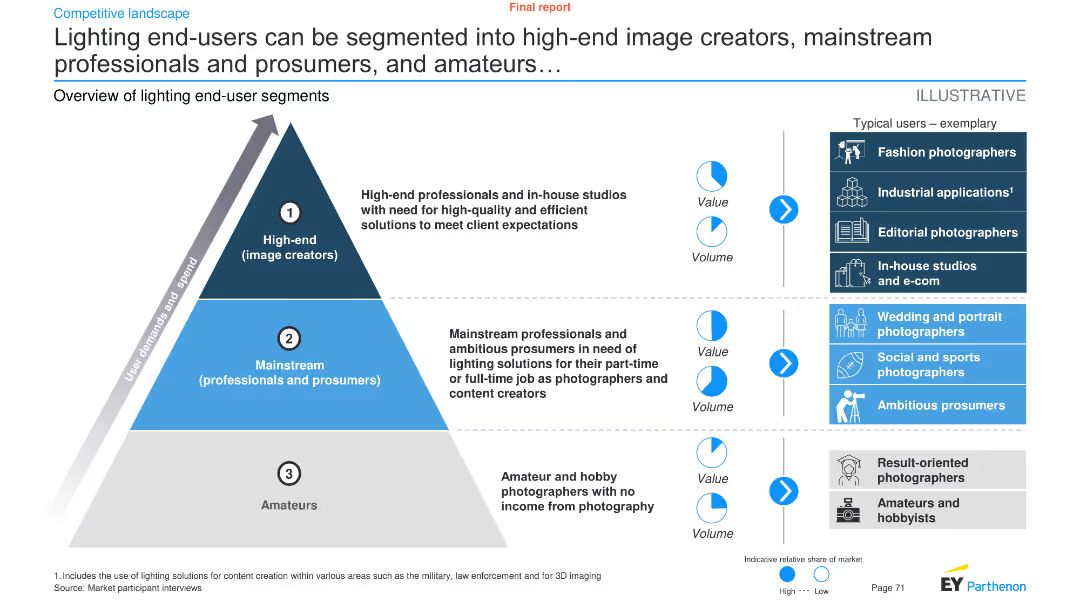 Final report
Competitive landscape
Lighting end-users can be segmented into high-end image creators, mainstream
professionals and prosumers, and amateurs…
Overview of lighting end-user segments
ILLUSTRATIVE
User demands and spend
1
High-end
(image creators)
High-end professionals and in-house studios
with need for high-quality and efficient
solutions to meet client expectations
Value
Volume
Typical users – exemplary
Fashion photographers
Industrial applications¹
Editorial photographers
In-house studios
and e-com
2
Mainstream
(professionals and prosumers)
Mainstream professionals and
ambitious prosumers in need of
lighting solutions for their part-time
or full-time job as photographers and
content creators
Value
Volume
Wedding and portrait
photographers
Social and sports
photographers
Ambitious prosumers
3
Amateurs
Amateur and hobby
photographers with no
income from photography
Value
Volume
Result-oriented
photographers
Amateurs and
hobbyists
Indicative relative share of market
High --- Low
1. Includes the use of lighting solutions for content creation within various areas such as the military, law enforcement and for 3D imaging
Source: Market participant interviews
Page 71
EY Parthenon